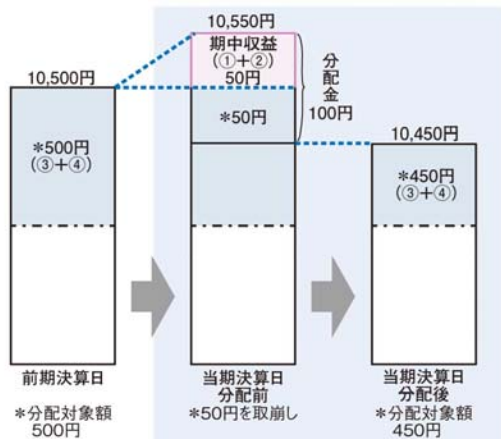 10,500円
*500円
(③+④)
前期決算日
*分配対象額
500円
10,550円
期中収益
(①+②)
50円
*50円
分配金
100円
当期決算日
分配前
*50円を取崩し
10,450円
*450円
(③+④)
当期決算日
分配後
*分配対象額
450円